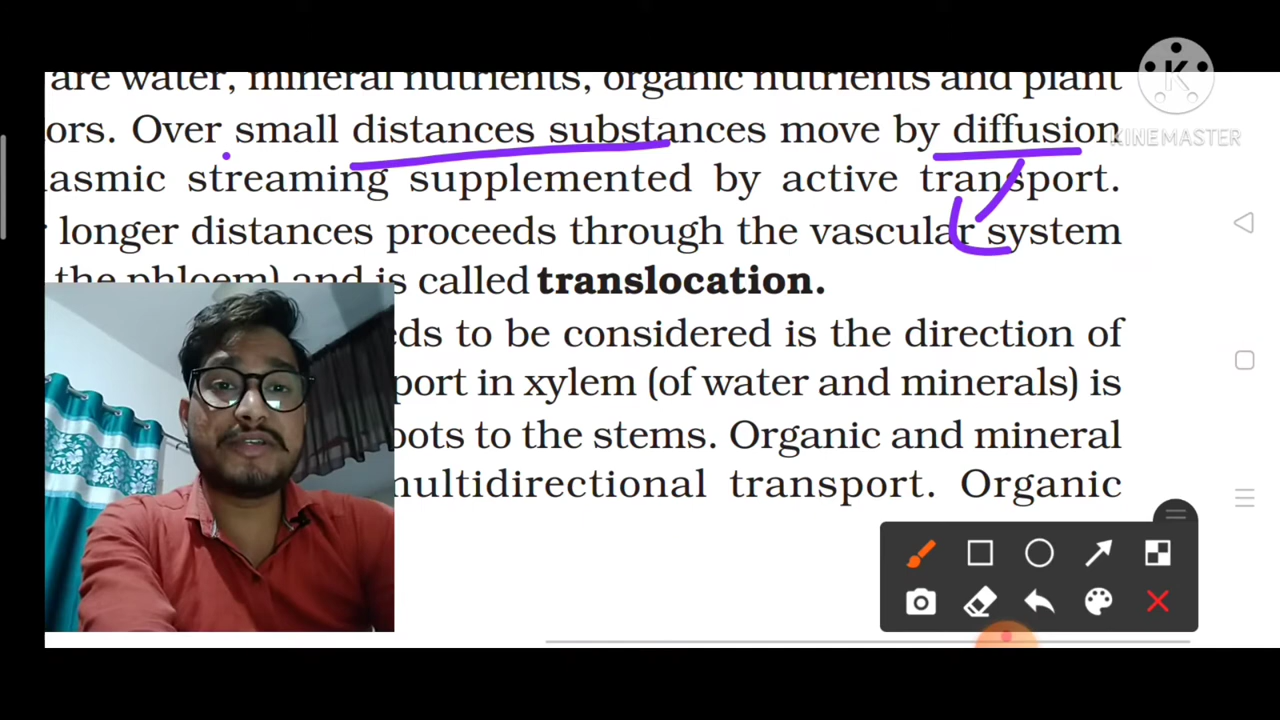 are water, mineral nutrients, organic nutrients and plant
ors. Over small distances substances move by diffusion
lasmic streaming supplemented by active transport.
longer distances proceeds through the vascular system
the phloem) and is called translocation.
eds to be considered is the direction of
port in xylem (of water and minerals) is
oots to the stems. Organic and mineral
multidirectional transport. Organic
K
KINEMASTER